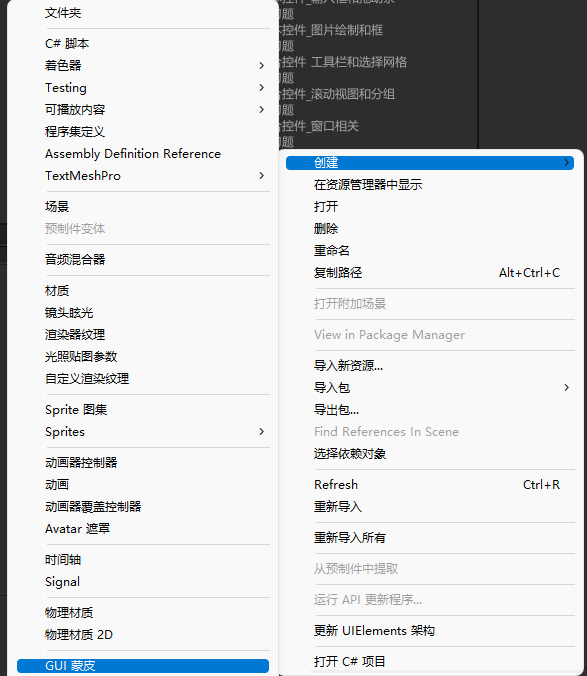 文件夹
C# 脚本
着色器
Testing
可播放内容
程序集定义
Assembly Definition Reference
TextMeshPro
场景
预制件变体
音频混合器
材质
镜头眩光
渲染器纹理
光照贴图参数
自定义渲染纹理
Sprite 图集
Sprites
动画器控制器
动画
动画器覆盖控制器
Avatar 遮罩
时间轴
Signal
物理材质
物理材质 2D
GUI 蒙皮
问题
控件_图片绘制和框
问题
控件_工具栏和选择网格
问题
控件_滚动视图和分组
问题
控件_窗口相关
问题
创建
在资源管理器中显示
打开
删除
重命名
复制路径 Alt+Ctrl+C
打开附加场景
View in Package Manager
导入新资源...
导入包
导出包...
Find References In Scene
选择依赖对象
Refresh Ctrl+R
重新导入
重新导入所有
从预制件中提取
运行 API 更新程序...
更新 UIElements 架构
打开 C# 项目